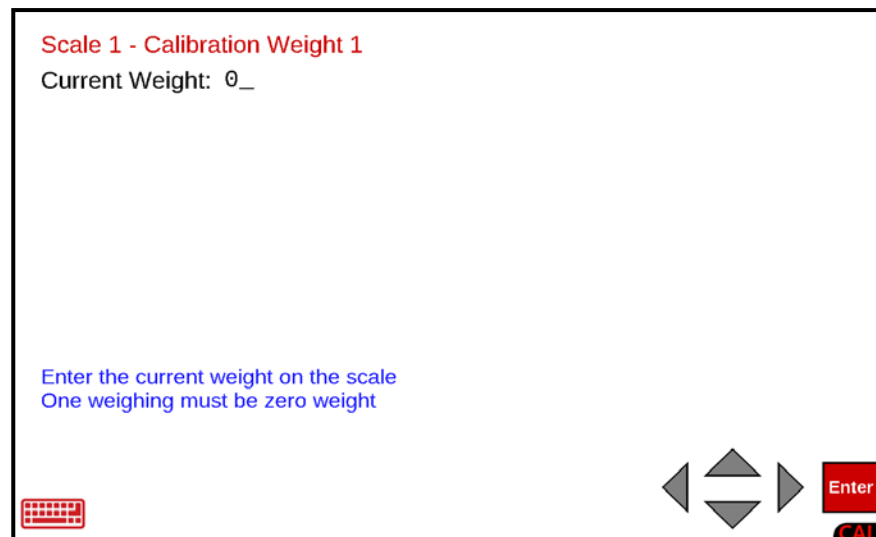 Scale 1 - Calibration Weight 1
Current Weight: 0_
Enter the current weight on the scale
One weighing must be zero weight
Enter
CAL